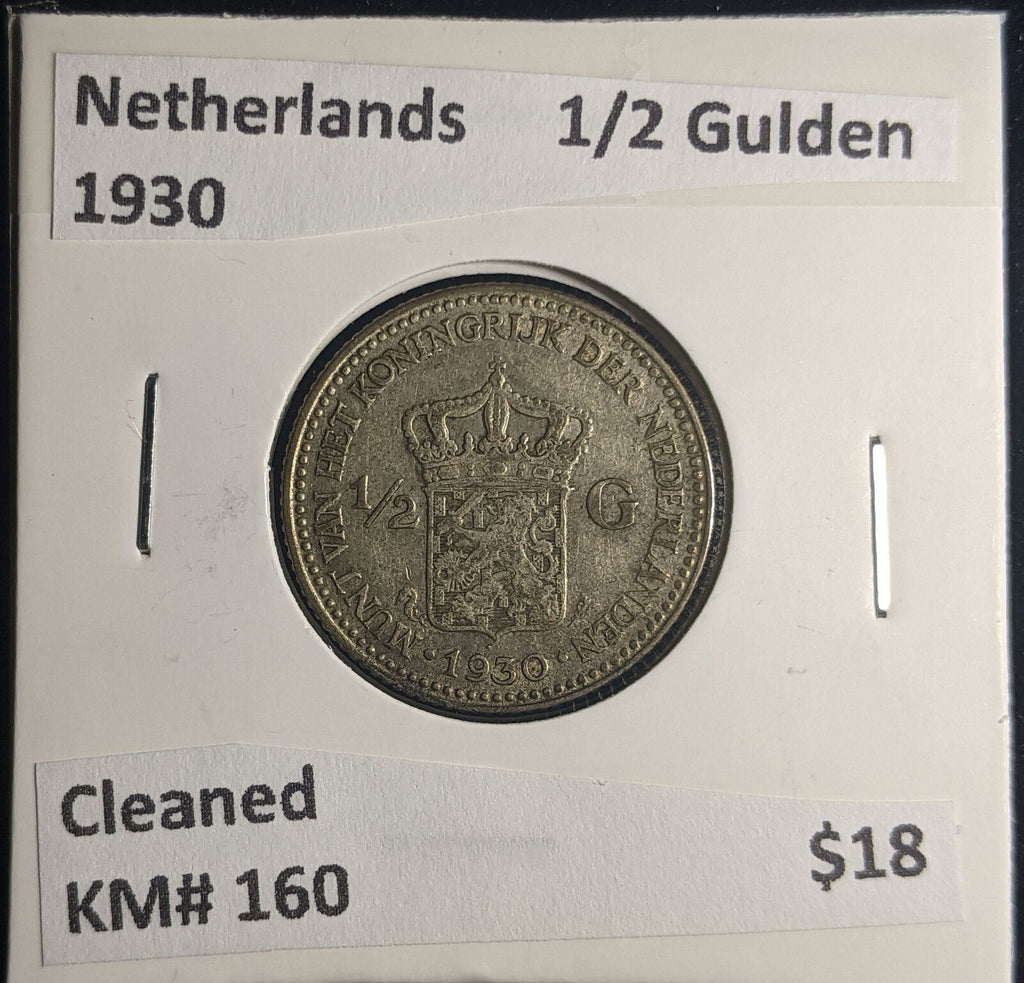 Netherlands 1/2 Gulden
1930
MUNT VAN HET KONINGRIJK DER NEDERLANDEN
1/2 G
· 1930 ·
Cleaned
KM# 160
$18